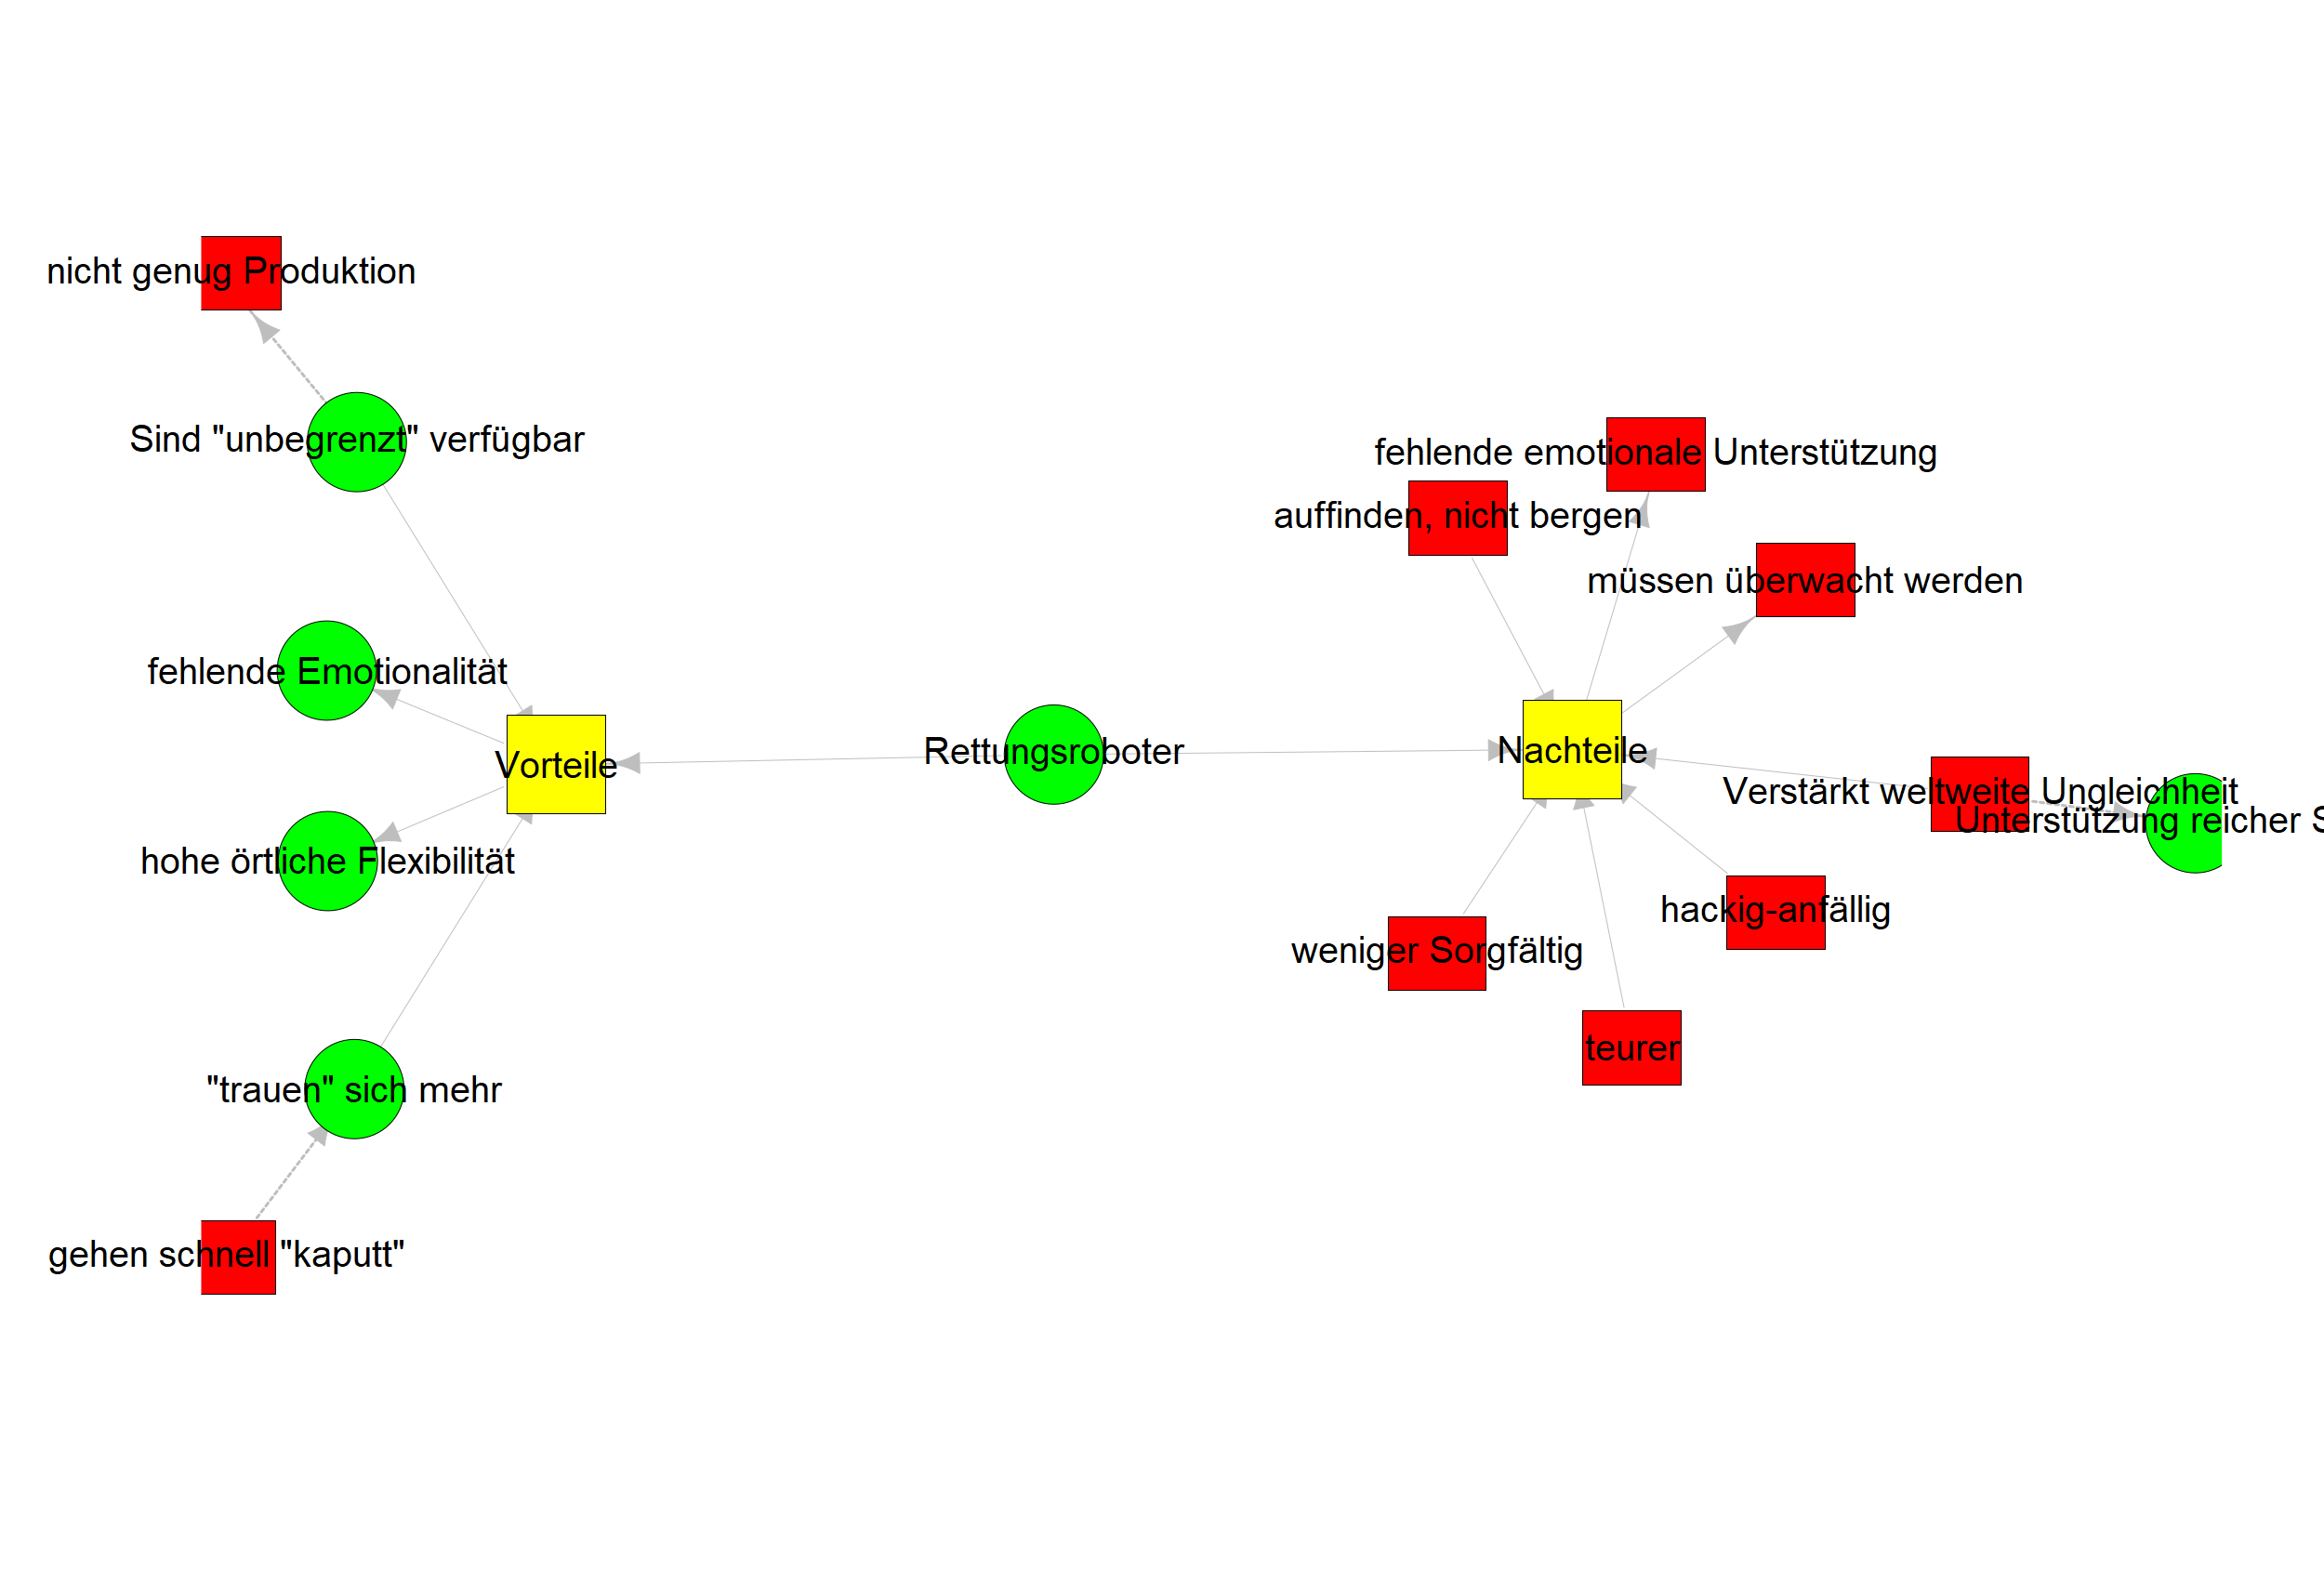 nicht genug Produktion
Sind "unbegrenzt" verfügbar
fehlende emotionale Unterstützung
auffinden, nicht bergen
müssen überwacht werden
fehlende Emotionalität
Vorteile
Rettungsroboter
Nachteile
Verstärkt weltweite Ungleichheit
Unterstützung reicher S
hohe örtliche Flexibilität
hackig-anfällig
weniger Sorgfältig
teurer
"trauen" sich mehr
gehen schnell "kaputt"